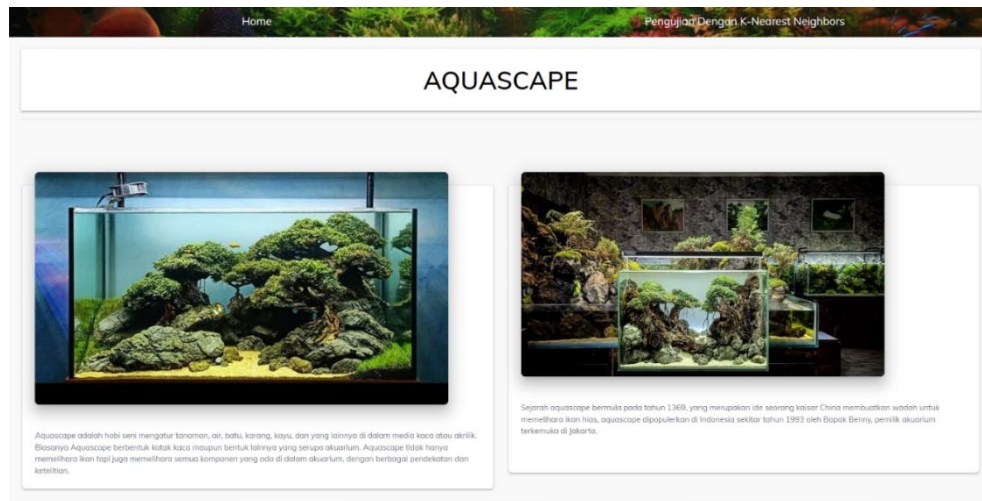 Home
Pengujian Dengan K-Nearest Neighbors
AQUASCAPE
Aquascape adalah hobi seni mengatur tanaman, air, batu, karang, kayu, dan yang lainnya di dalam media kaca atau akrilik.
Biasanya Aquascape berbentuk kotak kaca maupun bentuk lainnya yang serupa akuarium. Aquascape tidak hanya
memelihara ikan tapi juga memelihara semua komponen yang ada di dalam akuarium, dengan berbagai pendekatan dan
ketelitian.
Sejarah aquascape bermula pada tahun 1369, yang merupakan ide seorang kaisar China membuatkan wadah untuk
memelihara ikan hias, aquascape dipopulerkan di Indonesia sekitar tahun 1993 oleh Bapak Benny, pemilik akuarium
terkemuka di Jakarta.